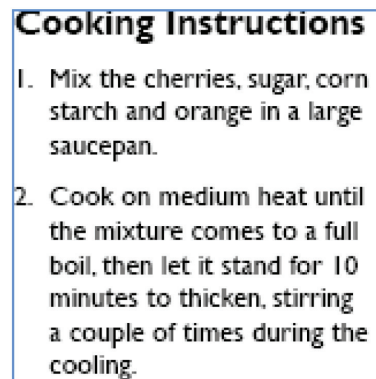 Cooking Instructions
1. Mix the cherries, sugar, corn
starch and orange in a large
saucepan.
2. Cook on medium heat until
the mixture comes to a full
boil, then let it stand for 10
minutes to thicken, stirring
a couple of times during the
cooling.